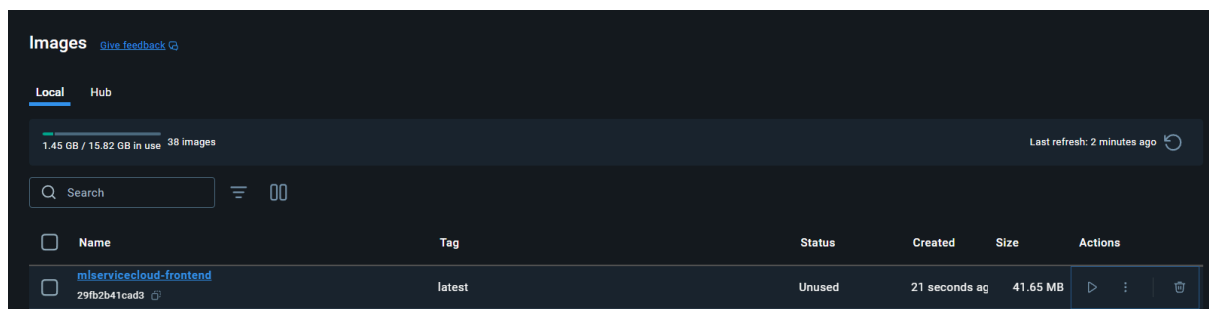 Images Give feedback
Local Hub
1.45 GB / 15.82 GB in use 38 images Last refresh: 2 minutes ago
Search
Name Tag Status Created Size Actions
mlservicecloud-frontend
29fb2b41cad3 latest Unused 21 seconds ag 41.65 MB